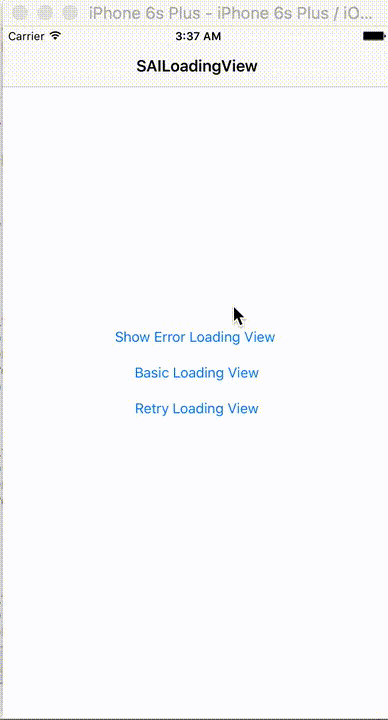 iPhone 6s Plus - iPhone 6s Plus / iO...
Carrier 3:37 AM
SAILoadingView
Show Error Loading View
Basic Loading View
Retry Loading View